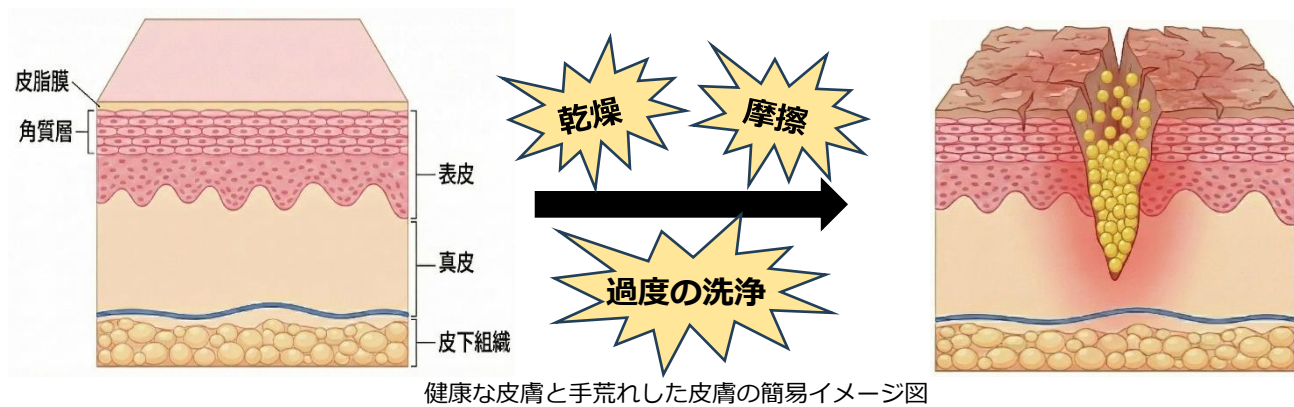 皮脂膜
角質層
表皮
真皮
皮下組織
乾燥
摩擦
過度の洗浄
健康な皮膚と手荒れした皮膚の簡易イメージ図